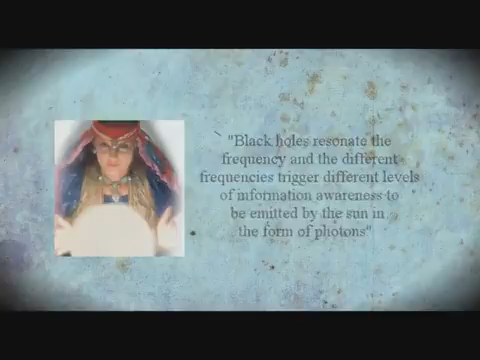 "Black holes resonate the
frequency and the different
frequencies trigger different levels
of information awareness to
be emitted by the sun in
the form of photons"